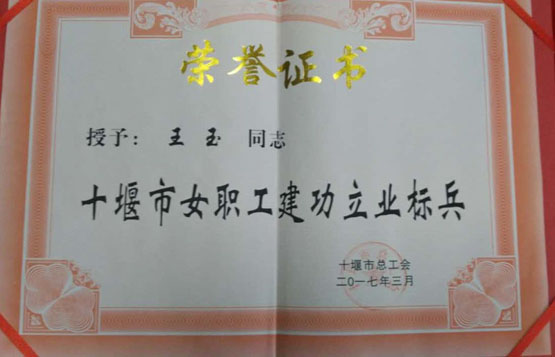 荣誉证书
授予: 王玉 同志
十堰市女职工建功立业标兵
十堰市总工会
二〇一七年三月